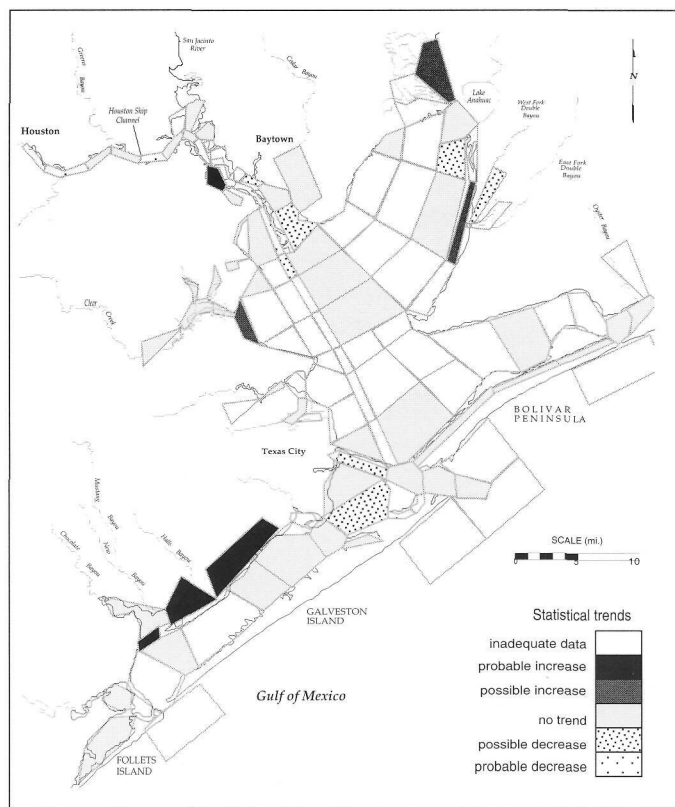 San Jacinto
River
Greens
Bayou
Cedar Bayou
N
Houston Ship
Channel
Lake
Anahuac
West Fork
Double
Bayou
Houston
Baytown
East Fork
Double
Bayou
Oyster Bayou
Clear
Creek
BOLIVAR
PENINSULA
Texas City
Mustang
Bayou
Halls Bayou
New
Bayou
Chocolate
Bayou
SCALE (mi.)
0 5 10
GALVESTON
ISLAND
Statistical trends
inadequate data
probable increase
possible increase
no trend
possible decrease
probable decrease
Gulf of Mexico
FOLLETS
ISLAND